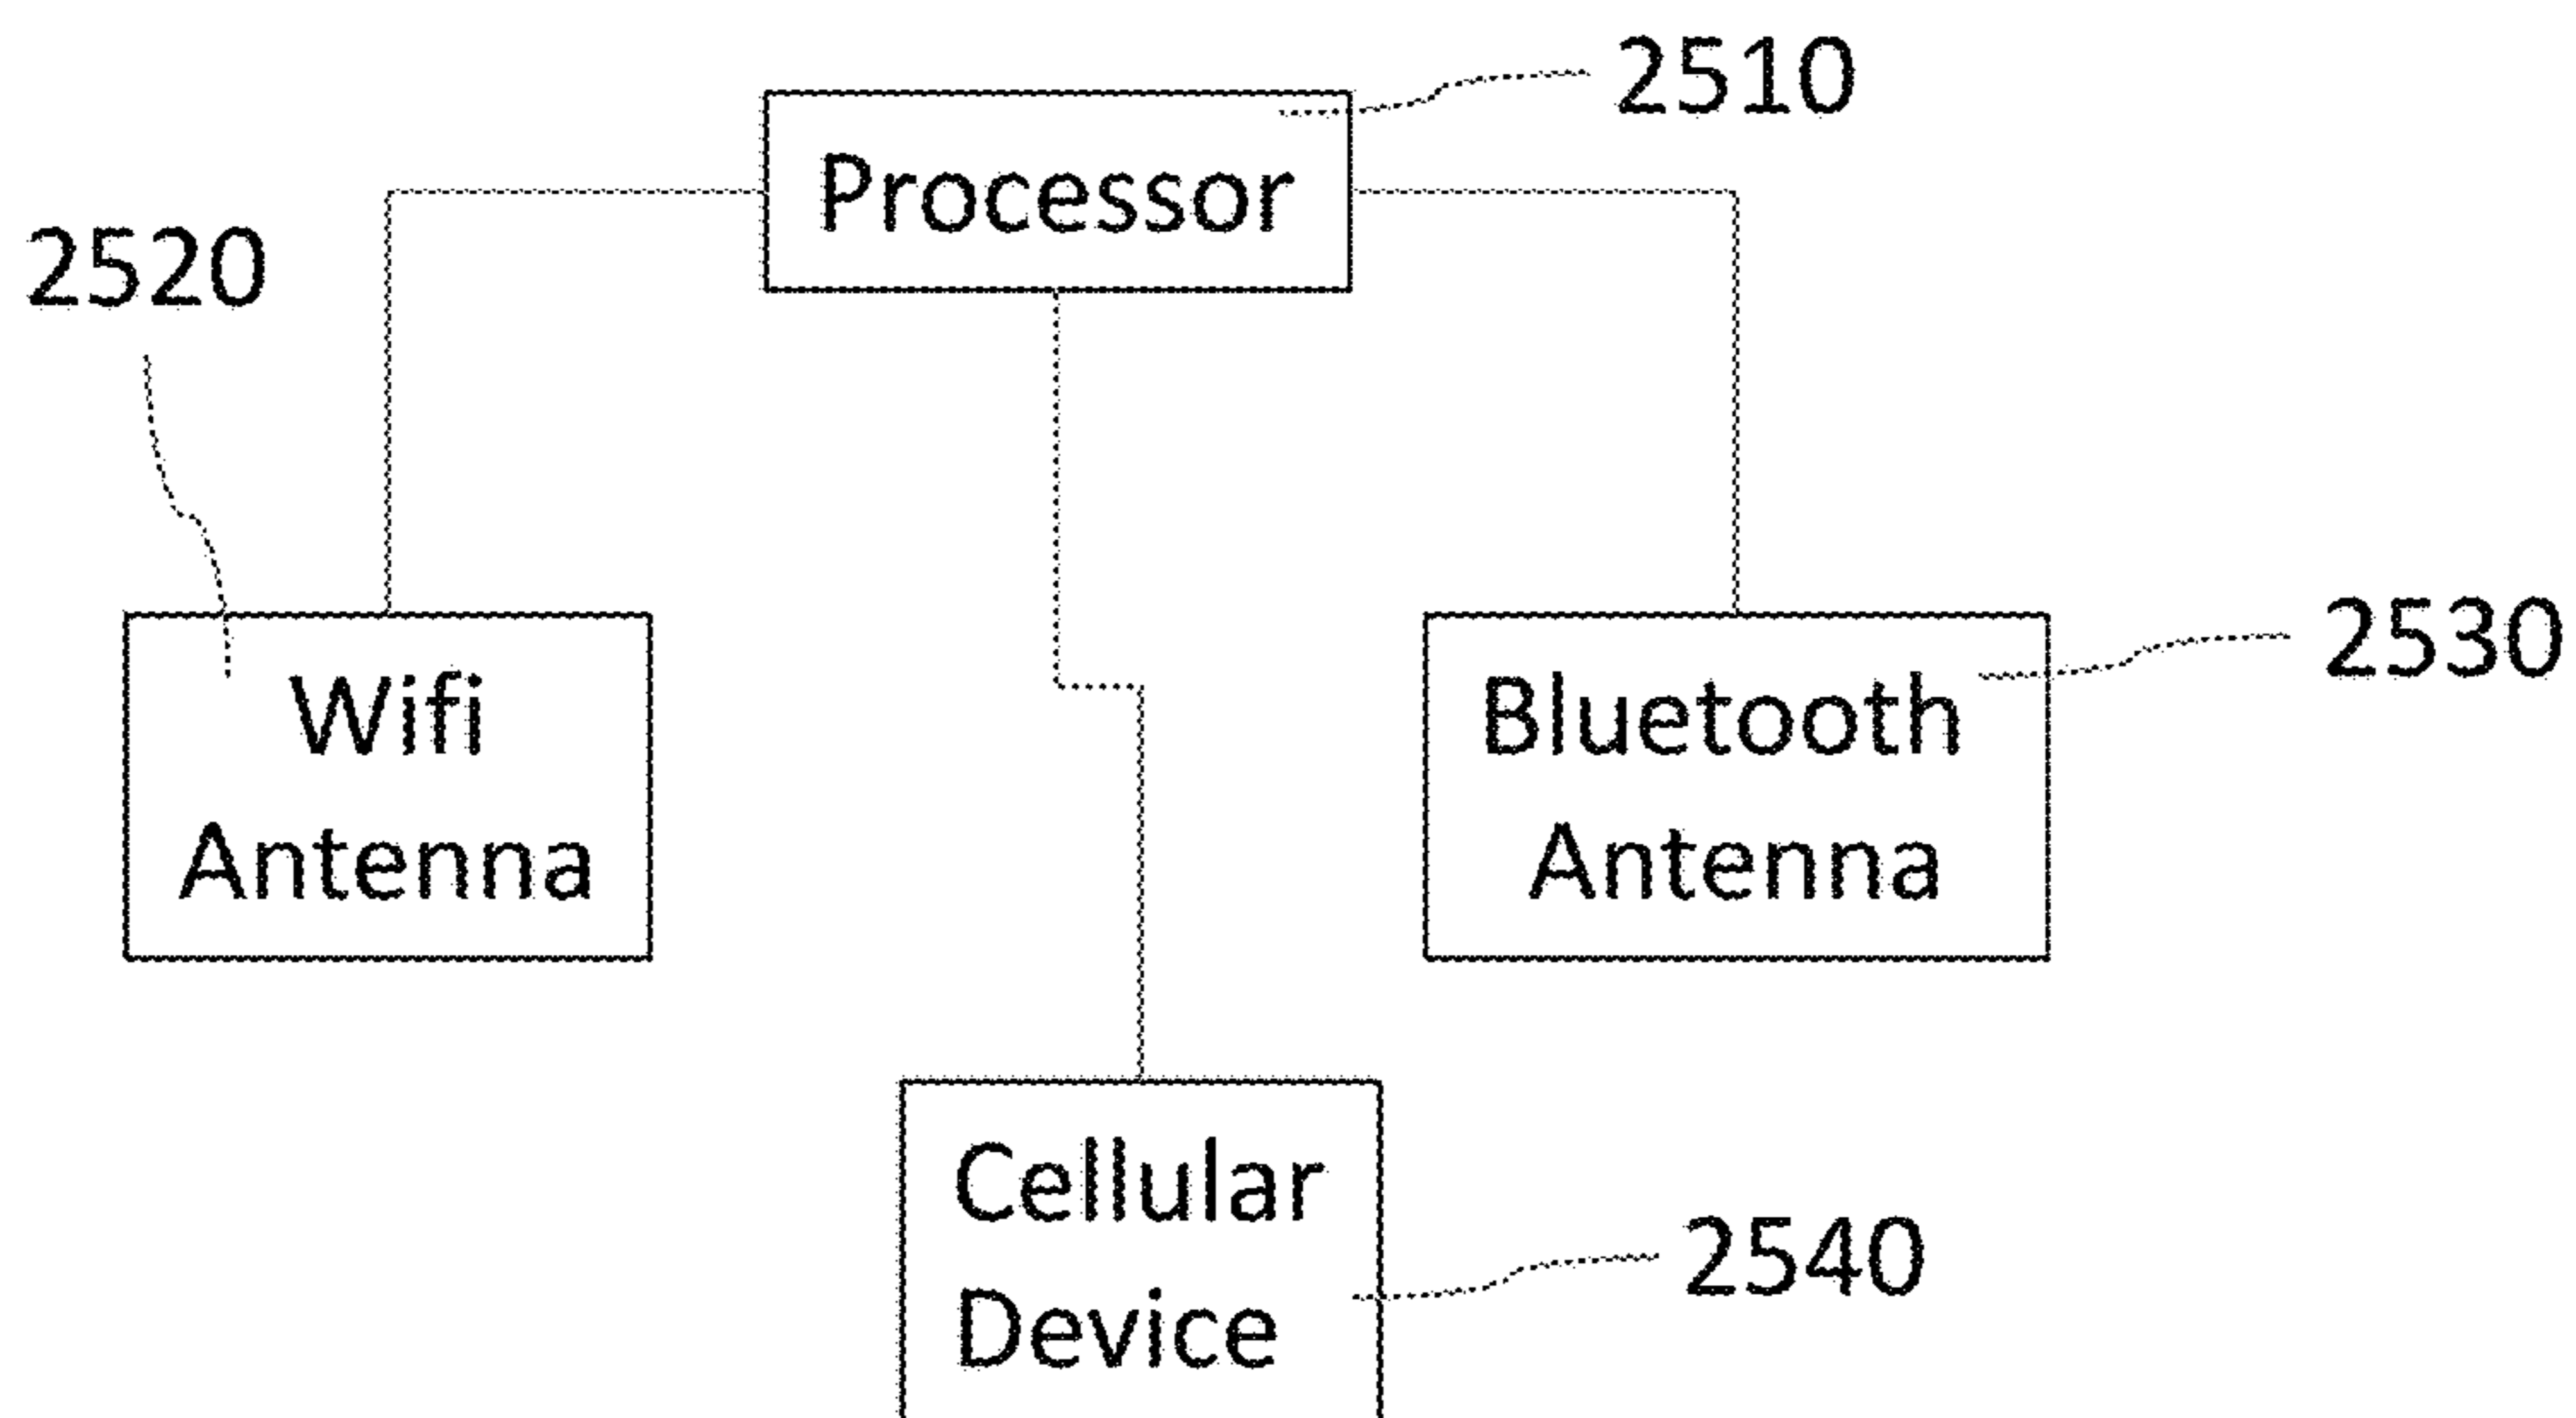 2510
Processor
2520
2530
Wifi
Antenna
Bluetooth
Antenna
Cellular
Device
2540